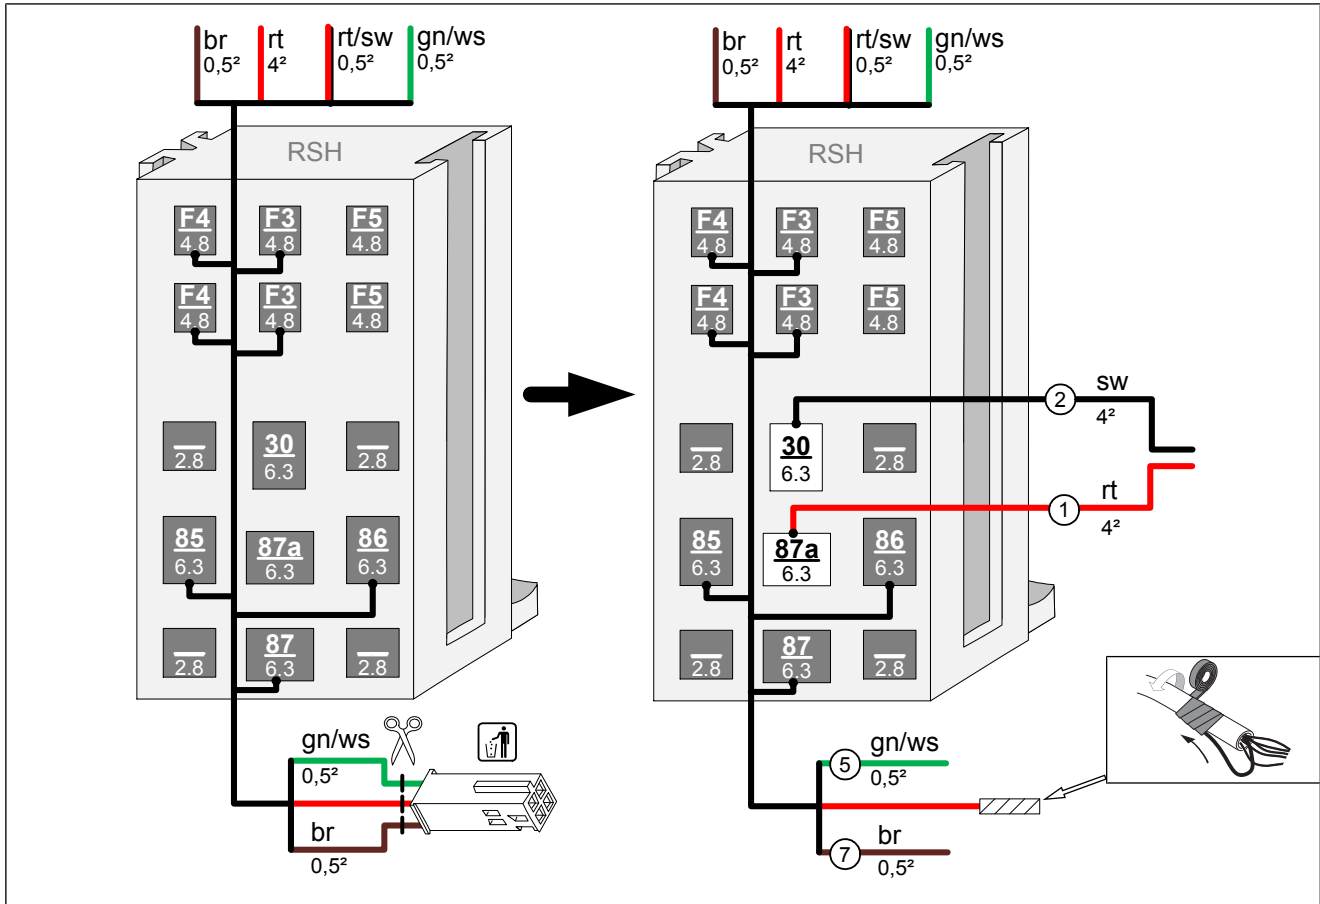 br rt rt/sw gn/ws
0,5² 4² 0,5² 0,5²
RSH
F4 F3 F5
4.8 4.8 4.8
F4 F3 F5
4.8 4.8 4.8
30
2.8 6.3 2.8
85 87a 86
6.3 6.3 6.3
87
2.8 6.3 2.8
gn/ws
0,5²
br
0,5²
br rt rt/sw gn/ws
0,5² 4² 0,5² 0,5²
RSH
F4 F3 F5
4.8 4.8 4.8
F4 F3 F5
4.8 4.8 4.8
2 sw
4²
30
2.8 6.3 2.8
1 rt
4²
85 87a 86
6.3 6.3 6.3
87
2.8 6.3 2.8
5 gn/ws
0,5²
7 br
0,5²